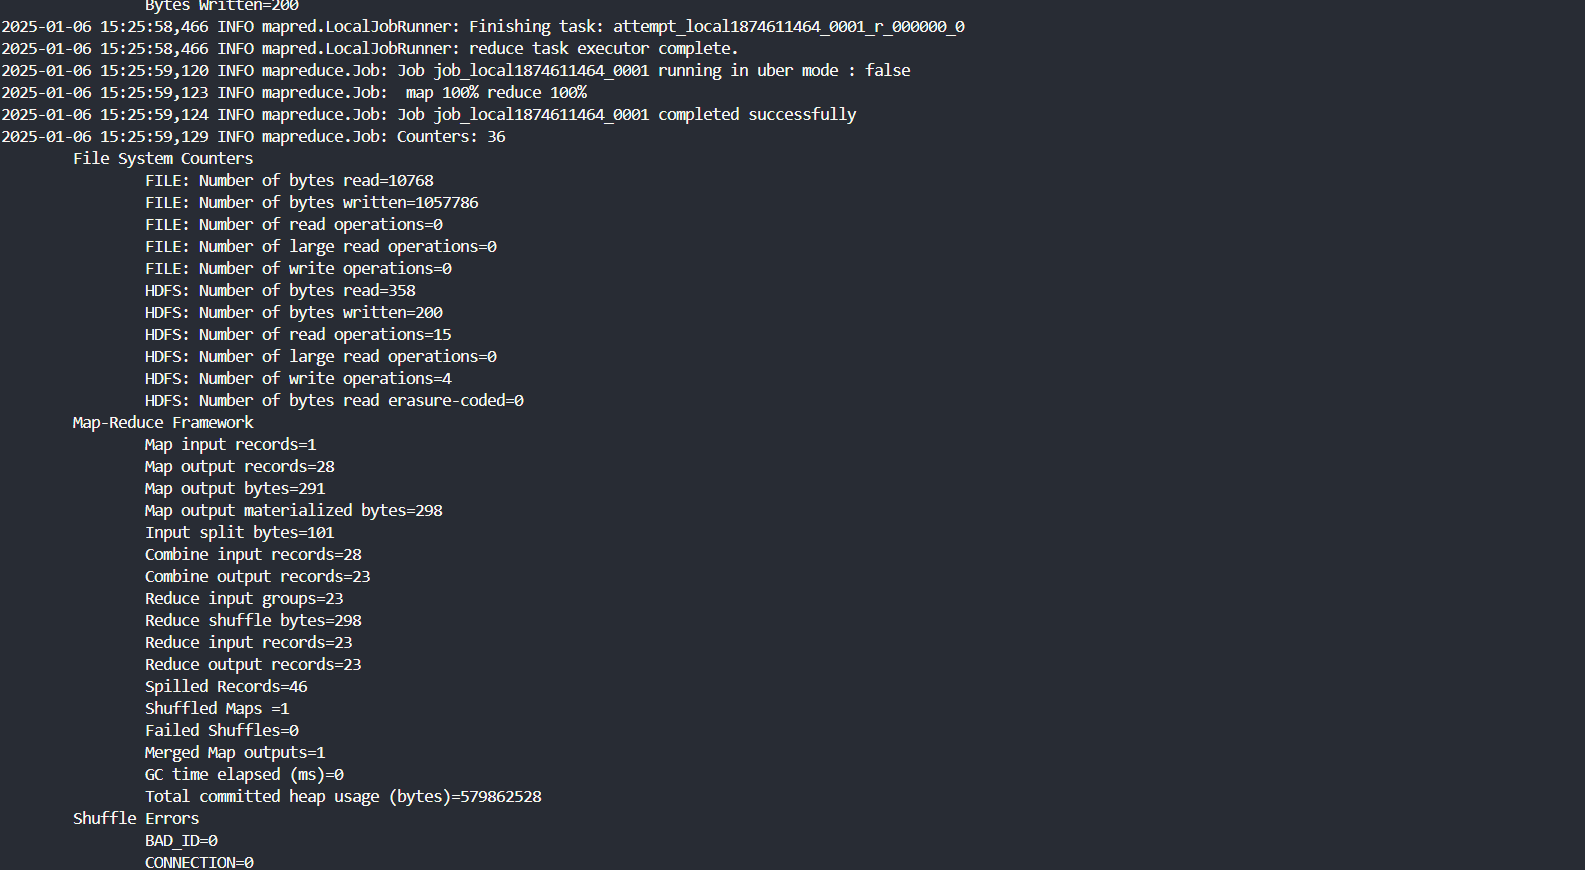 Bytes Written=200
2025-01-06 15:25:58,466 INFO mapred.LocalJobRunner: Finishing task: attempt_local1874611464_0001_r_000000_0
2025-01-06 15:25:58,466 INFO mapred.LocalJobRunner: reduce task executor complete.
2025-01-06 15:25:59,120 INFO mapreduce.Job: Job job_local1874611464_0001 running in uber mode : false
2025-01-06 15:25:59,123 INFO mapreduce.Job:  map 100% reduce 100%
2025-01-06 15:25:59,124 INFO mapreduce.Job: Job job_local1874611464_0001 completed successfully
2025-01-06 15:25:59,129 INFO mapreduce.Job: Counters: 36
File System Counters
FILE: Number of bytes read=10768
FILE: Number of bytes written=1057786
FILE: Number of read operations=0
FILE: Number of large read operations=0
FILE: Number of write operations=0
HDFS: Number of bytes read=358
HDFS: Number of bytes written=200
HDFS: Number of read operations=15
HDFS: Number of large read operations=0
HDFS: Number of write operations=4
HDFS: Number of bytes read erasure-coded=0
Map-Reduce Framework
Map input records=1
Map output records=28
Map output bytes=291
Map output materialized bytes=298
Input split bytes=101
Combine input records=28
Combine output records=23
Reduce input groups=23
Reduce shuffle bytes=298
Reduce input records=23
Reduce output records=23
Spilled Records=46
Shuffled Maps =1
Failed Shuffles=0
Merged Map outputs=1
GC time elapsed (ms)=0
Total committed heap usage (bytes)=579862528
Shuffle Errors
BAD_ID=0
CONNECTION=0